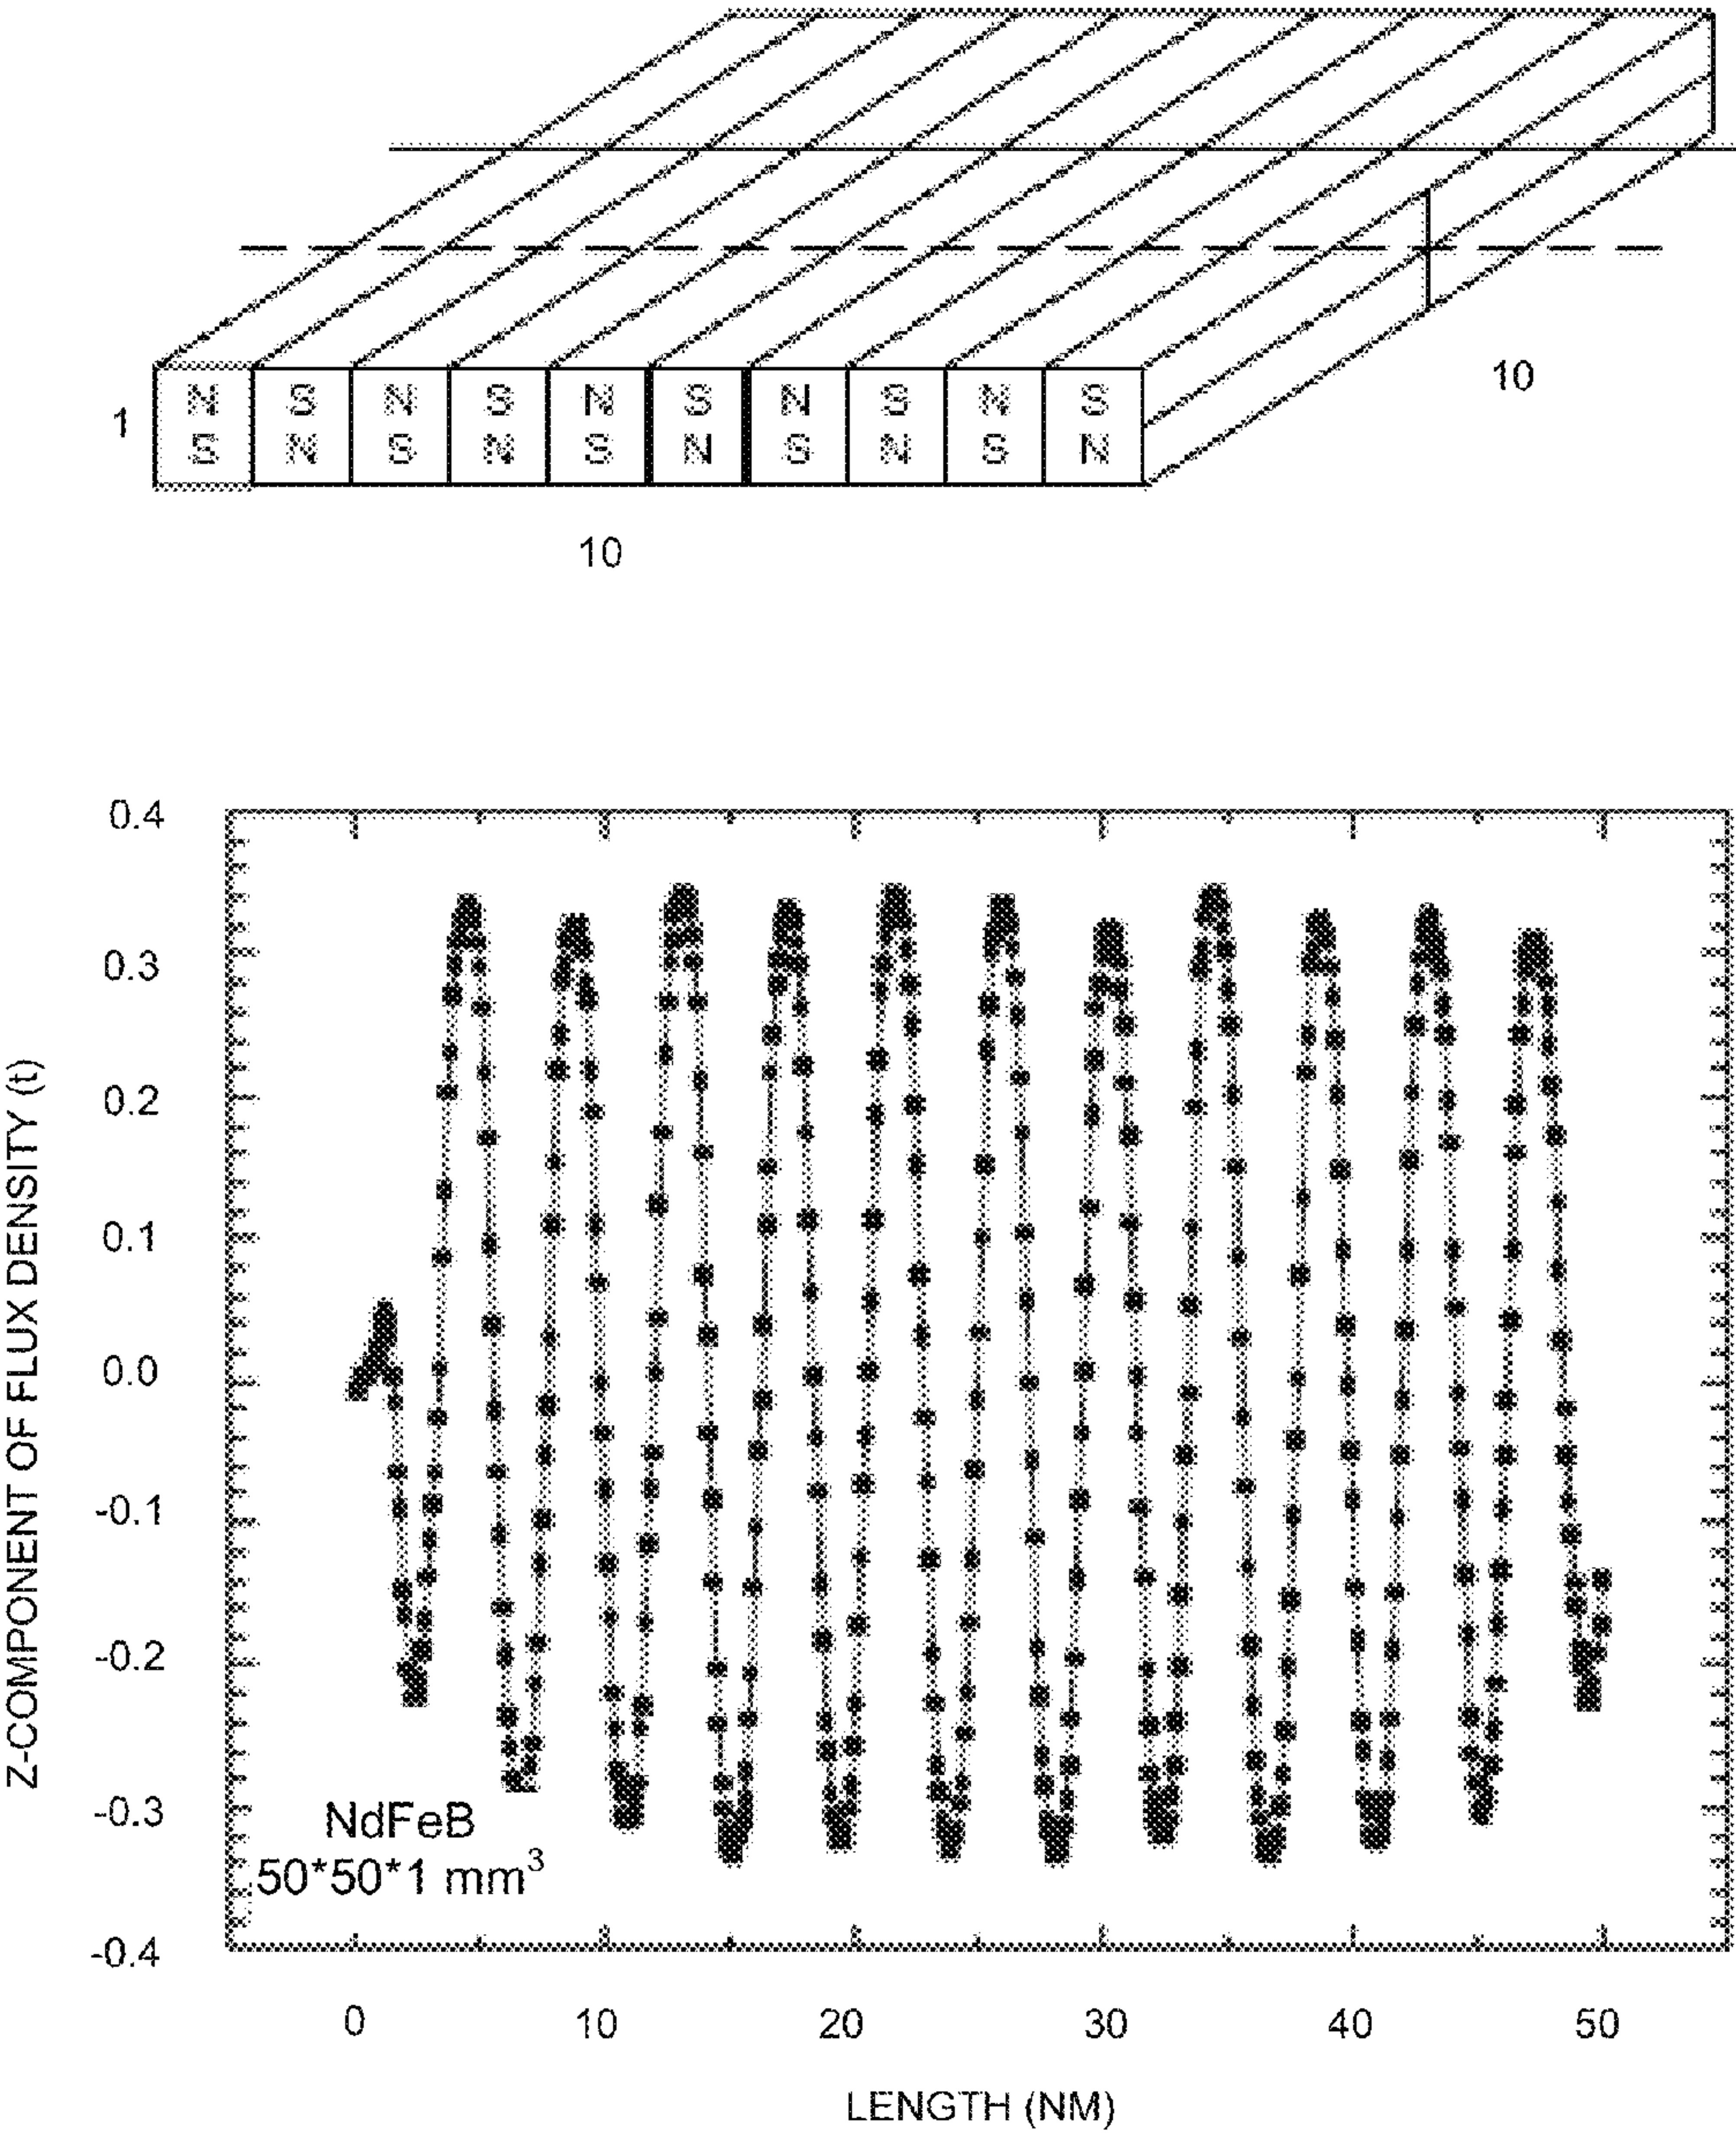 N S N S N S N S N S
1
S N S N S N S N S N
10
10
0.4
0.3
0.2
0.1
0.0
-0.1
-0.2
-0.3
-0.4
Z-COMPONENT OF FLUX DENSITY (t)
NdFeB
50*50*1 mm³
0 10 20 30 40 50
LENGTH (NM)